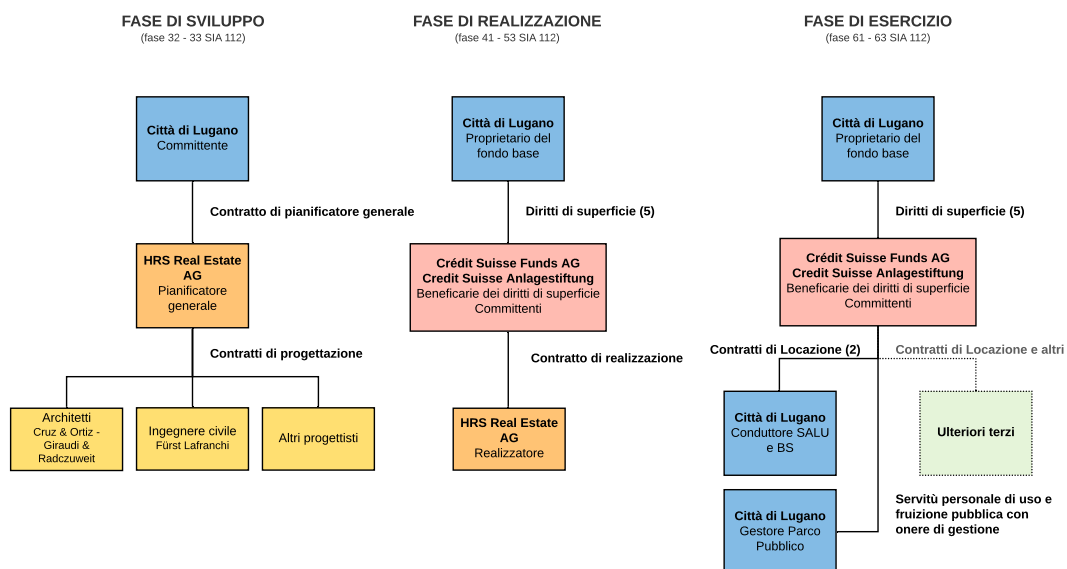 FASE DI SVILUPPO
(fase 32 - 33 SIA 112)
Città di Lugano
Committente
Contratto di pianificatore generale
HRS Real Estate
AG
Pianificatore
generale
Contratti di progettazione
Architetti
Cruz & Ortiz -
Giraudi &
Radczuweit
Ingegnere civile
Fürst Lafranchi
Altri progettisti
FASE DI REALIZZAZIONE
(fase 41 - 53 SIA 112)
Città di Lugano
Proprietario del
fondo base
Diritti di superficie (5)
Crédit Suisse Funds AG
Credit Suisse Anlagestiftung
Beneficarie dei diritti di superficie
Committenti
Contratto di realizzazione
HRS Real Estate
AG
Realizzatore
FASE DI ESERCIZIO
(fase 61 - 63 SIA 112)
Città di Lugano
Proprietario del
fondo base
Diritti di superficie (5)
Crédit Suisse Funds AG
Credit Suisse Anlagestiftung
Beneficarie dei diritti di superficie
Committenti
Contratti di Locazione (2)
Contratti di Locazione e altri
Città di Lugano
Conduttore SALU
e BS
Ulteriori terzi
Città di Lugano
Gestore Parco
Pubblico
Servitù personale di uso e
fruizione pubblica con
onere di gestione